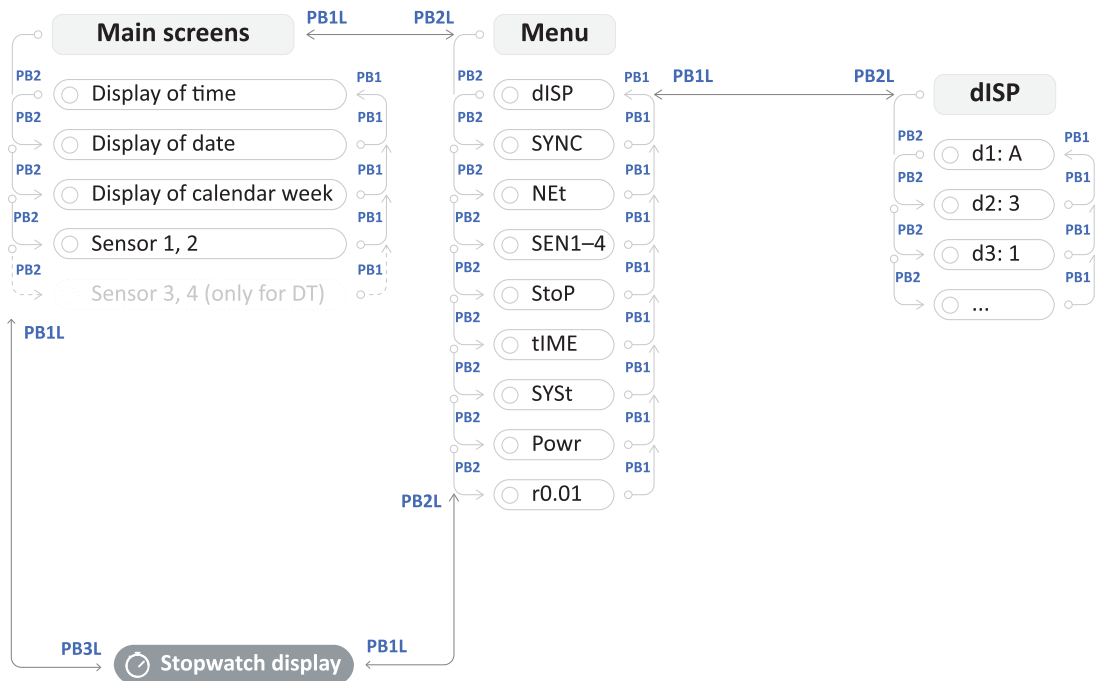 PB1L PB2L
Main screens
Menu
PB2 PB2 PB1 PB1L PB2L
Display of time PB1
dISP
dISP
PB2 PB1 PB2 PB1
Display of date
SYNC
PB2 PB1
d1: A
PB2 PB1 PB2 PB1
Display of calendar week
NEt
PB2 PB1
d2: 3
PB2 PB1 PB2 PB1
Sensor 1, 2
SEN1–4
PB2 PB1
d3: 1
PB2 PB1 PB2 PB1
Sensor 3, 4 (only for DT)
StoP
PB2 PB1
...
PB1L
PB2 PB1
tIME
PB2 PB1
SYSt
PB2 PB1
Powr
PB2 PB1
r0.01
PB2L
PB3L PB1L
Stopwatch display